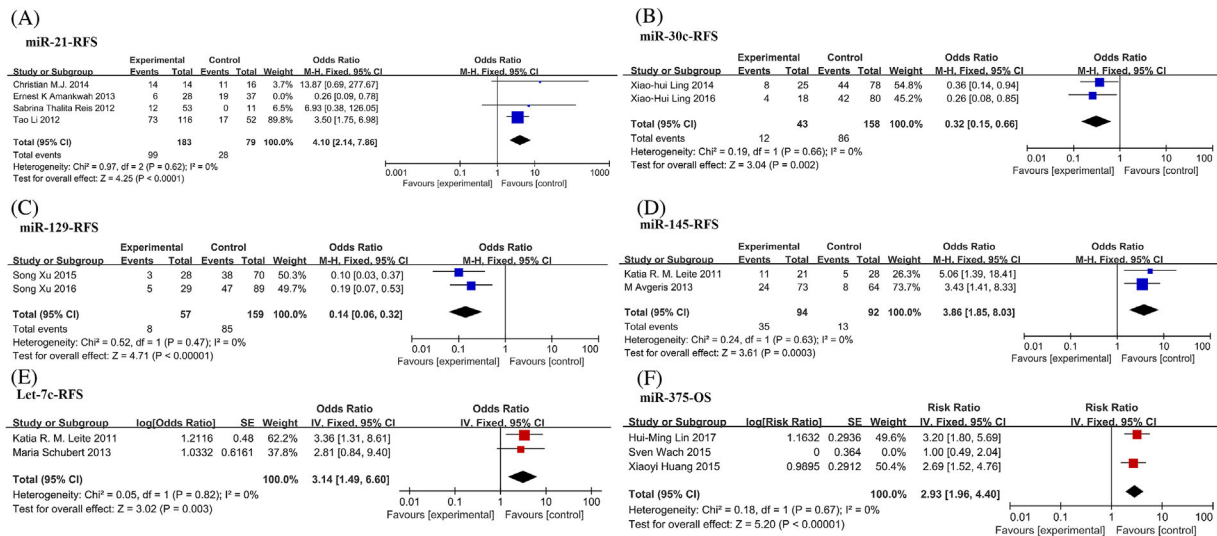 (A)
miR-21-RFS
Experimental Control Odds Ratio Odds Ratio
Study or Subgroup Events Total Events Total Weight M-H, Fixed, 95% CI M-H, Fixed, 95% CI
Christian M.J. 2014 14 14 11 16 3.7% 13.87 [0.69, 277.67]
Ernest K Amankwah 2013 6 28 19 37 0.0% 0.26 [0.09, 0.78]
Sabrina Thalita Reis 2012 12 53 0 11 6.5% 6.93 [0.38, 126.05]
Tao Li 2012 73 116 17 52 89.8% 3.50 [1.75, 6.98]
Total (95% CI) 183 79 100.0% 4.10 [2.14, 7.86]
Total events 99 28
Heterogeneity: Chi² = 0.97, df = 2 (P = 0.62); I² = 0%
Test for overall effect: Z = 4.25 (P < 0.0001)
0.001 0.1 1 10 1000
Favours [experimental] Favours [control]
(B)
miR-30c-RFS
Experimental Control Odds Ratio Odds Ratio
Study or Subgroup Events Total Events Total Weight M-H, Fixed, 95% CI M-H, Fixed, 95% CI
Xiao-hui Ling 2014 8 25 44 78 54.8% 0.36 [0.14, 0.94]
Xiao-Hui Ling 2016 4 18 42 80 45.2% 0.26 [0.08, 0.85]
Total (95% CI) 43 158 100.0% 0.32 [0.15, 0.66]
Total events 12 86
Heterogeneity: Chi² = 0.19, df = 1 (P = 0.66); I² = 0%
Test for overall effect: Z = 3.04 (P = 0.002)
0.01 0.1 1 10 100
Favours [experimental] Favours [control]
(C)
miR-129-RFS
Experimental Control Odds Ratio Odds Ratio
Study or Subgroup Events Total Events Total Weight M-H, Fixed, 95% CI M-H, Fixed, 95% CI
Song Xu 2015 3 28 38 70 50.3% 0.10 [0.03, 0.37]
Song Xu 2016 5 29 47 89 49.7% 0.19 [0.07, 0.53]
Total (95% CI) 57 159 100.0% 0.14 [0.06, 0.32]
Total events 8 85
Heterogeneity: Chi² = 0.52, df = 1 (P = 0.47); I² = 0%
Test for overall effect: Z = 4.71 (P < 0.00001)
0.01 0.1 1 10 100
Favours [experimental] Favours [control]
(D)
miR-145-RFS
Experimental Control Odds Ratio Odds Ratio
Study or Subgroup Events Total Events Total Weight M-H, Fixed, 95% CI M-H, Fixed, 95% CI
Katia R. M. Leite 2011 11 21 5 28 26.3% 5.06 [1.39, 18.41]
M Avgeris 2013 24 73 8 64 73.7% 3.43 [1.41, 8.33]
Total (95% CI) 94 92 100.0% 3.86 [1.85, 8.03]
Total events 35 13
Heterogeneity: Chi² = 0.24, df = 1 (P = 0.63); I² = 0%
Test for overall effect: Z = 3.61 (P = 0.0003)
0.01 0.1 1 10 100
Favours [experimental] Favours [control]
(E)
Let-7c-RFS
Odds Ratio Odds Ratio
Study or Subgroup log[Odds Ratio] SE Weight IV, Fixed, 95% CI IV, Fixed, 95% CI
Katia R. M. Leite 2011 1.2116 0.48 62.2% 3.36 [1.31, 8.61]
Maria Schubert 2013 1.0332 0.6161 37.8% 2.81 [0.84, 9.40]
Total (95% CI) 100.0% 3.14 [1.49, 6.60]
Heterogeneity: Chi² = 0.05, df = 1 (P = 0.82); I² = 0%
Test for overall effect: Z = 3.02 (P = 0.003)
0.01 0.1 1 10 100
Favours [experimental] Favours [control]
(F)
miR-375-OS
Risk Ratio Risk Ratio
Study or Subgroup log[Risk Ratio] SE Weight IV, Fixed, 95% CI IV, Fixed, 95% CI
Hui-Ming Lin 2017 1.1632 0.2936 49.6% 3.20 [1.80, 5.69]
Sven Wach 2015 0 0.364 0.0% 1.00 [0.49, 2.04]
Xiaoyi Huang 2015 0.9895 0.2912 50.4% 2.69 [1.52, 4.76]
Total (95% CI) 100.0% 2.93 [1.96, 4.40]
Heterogeneity: Chi² = 0.18, df = 1 (P = 0.67); I² = 0%
Test for overall effect: Z = 5.20 (P < 0.00001)
0.01 0.1 1 10 100
Favours [experimental] Favours [control]